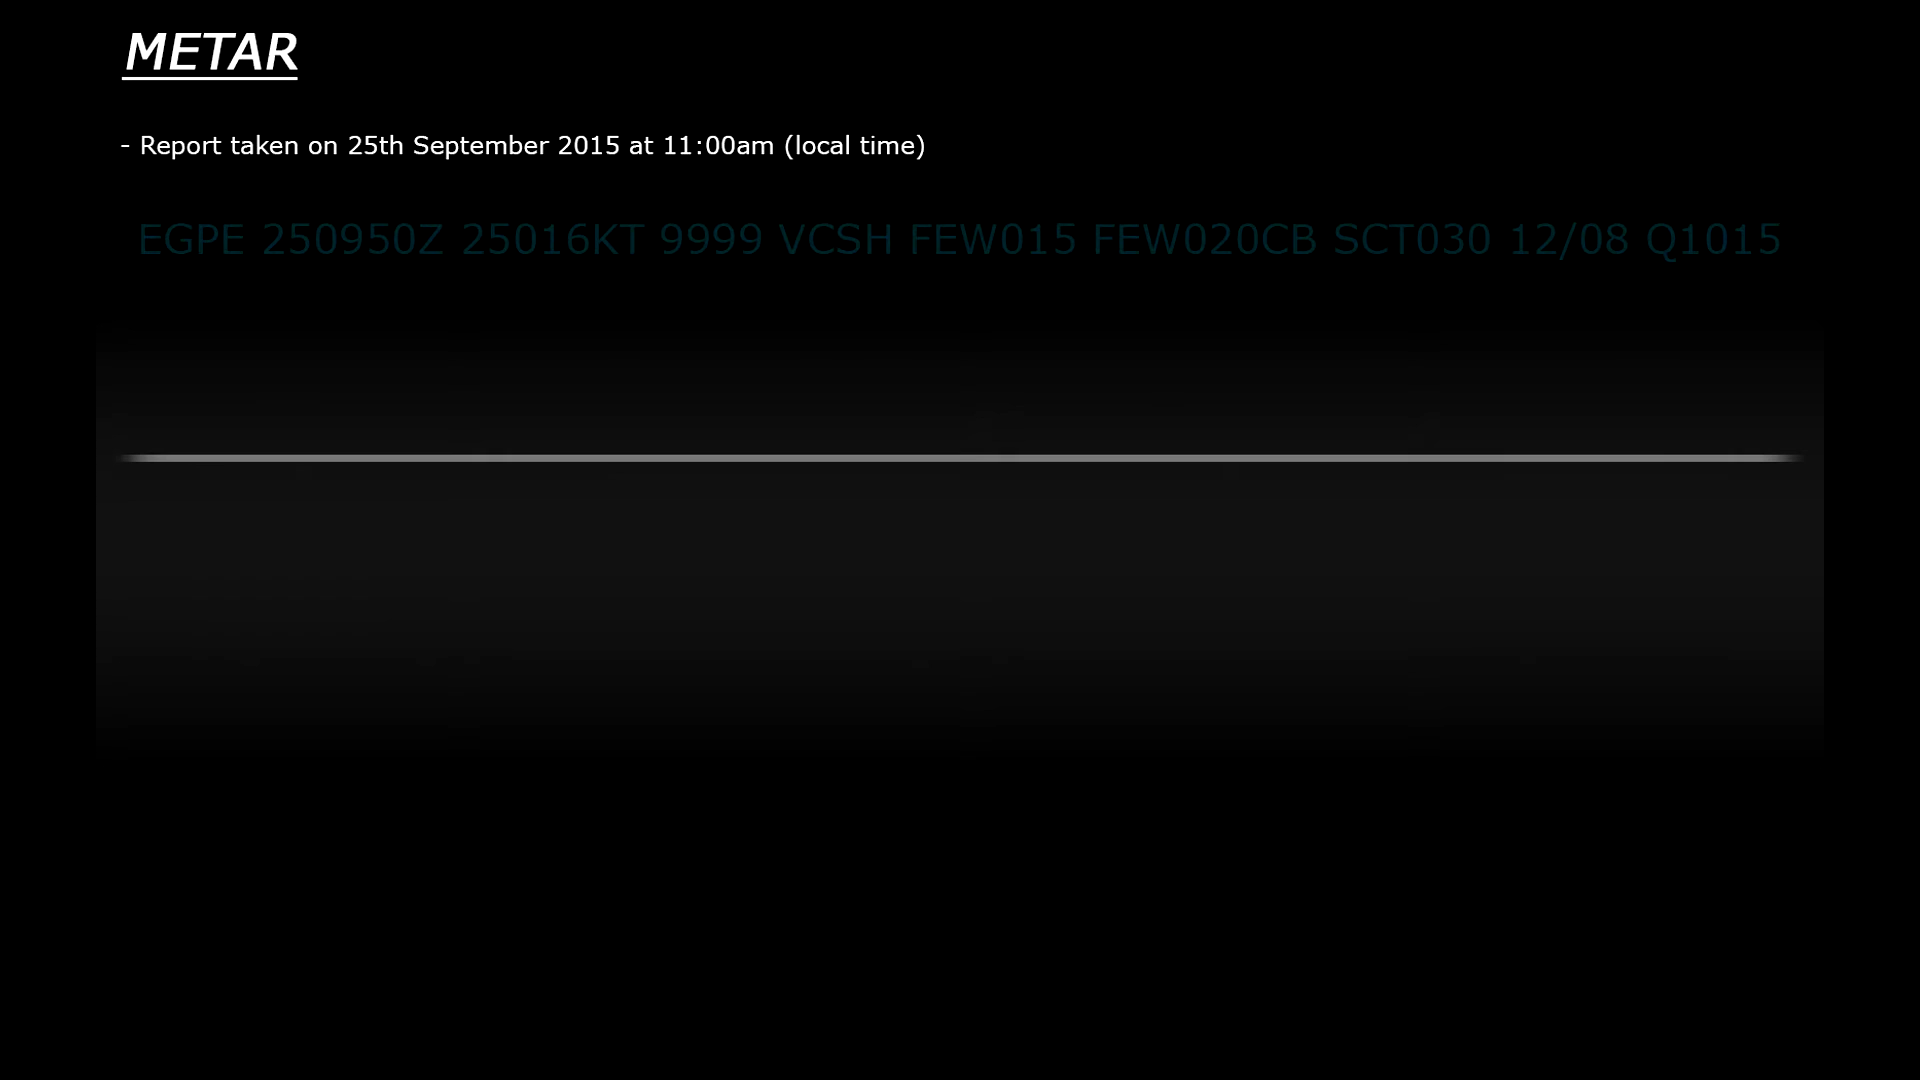 METAR
- Report taken on 25th September 2015 at 11:00am (local time)
EGPE 250950Z 25016KT 9999 VCSH FEW015 FEW020CB SCT030 12/08 Q1015